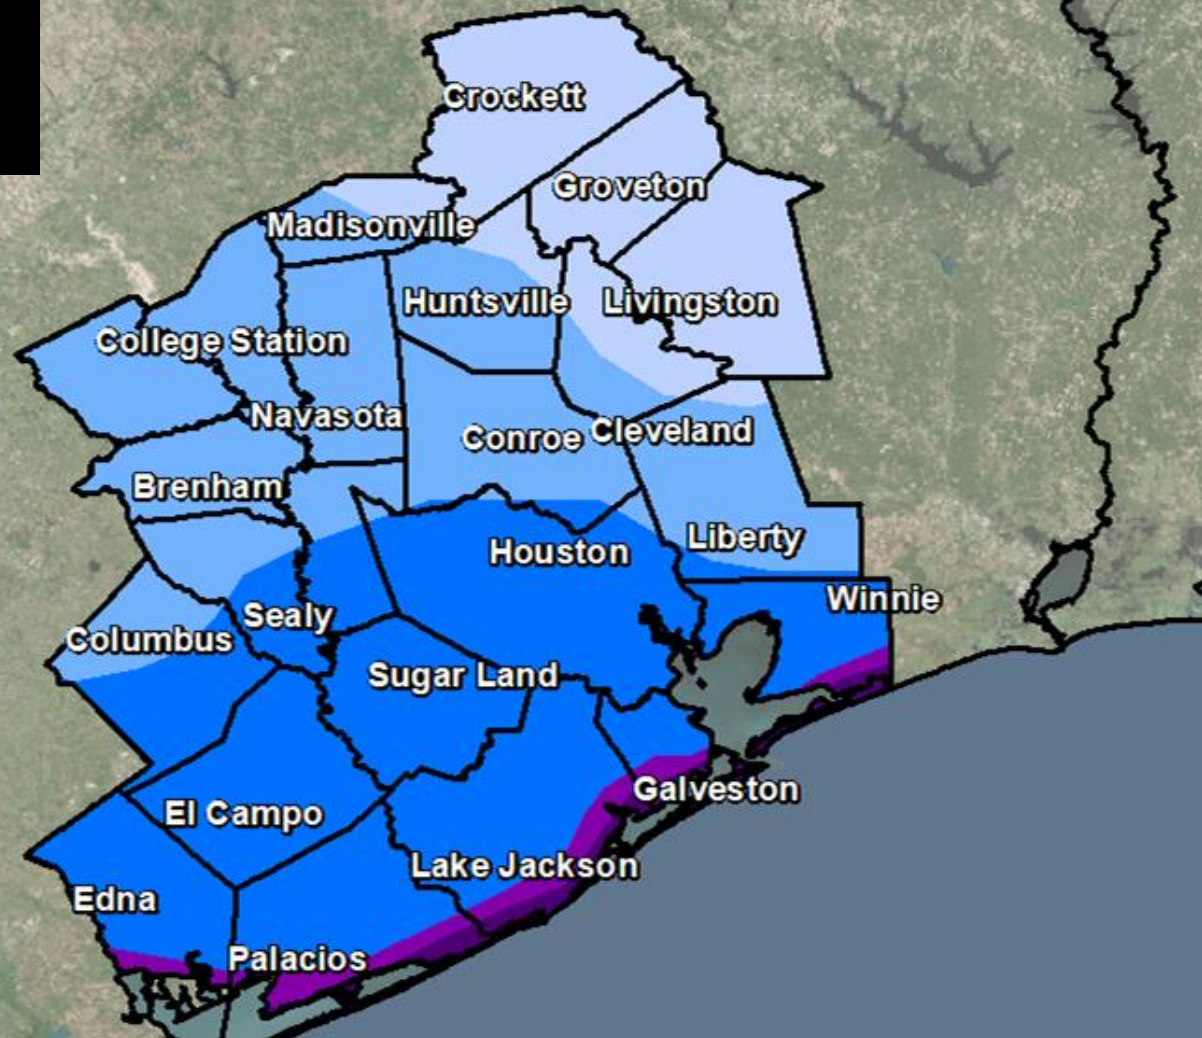 Crockett
Groveton
Madisonville
Huntsville
Livingston
College Station
Navasota
Conroe
Cleveland
Brenham
Houston
Liberty
Winnie
Sealy
Columbus
Sugar Land
Galveston
El Campo
Lake Jackson
Edna
Palacios